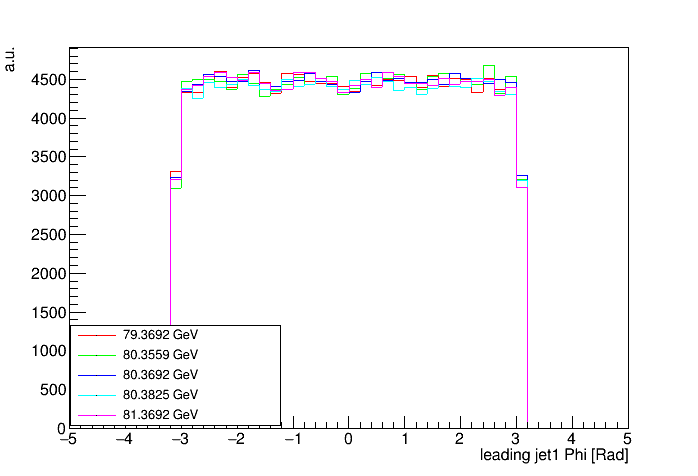 a.u.
4500
4000
3500
3000
2500
2000
1500
1000
500
0
79.3692 GeV
80.3559 GeV
80.3692 GeV
80.3825 GeV
81.3692 GeV
−5 −4 −3 −2 −1 0 1 2 3 4 5
leading jet1 Phi [Rad]